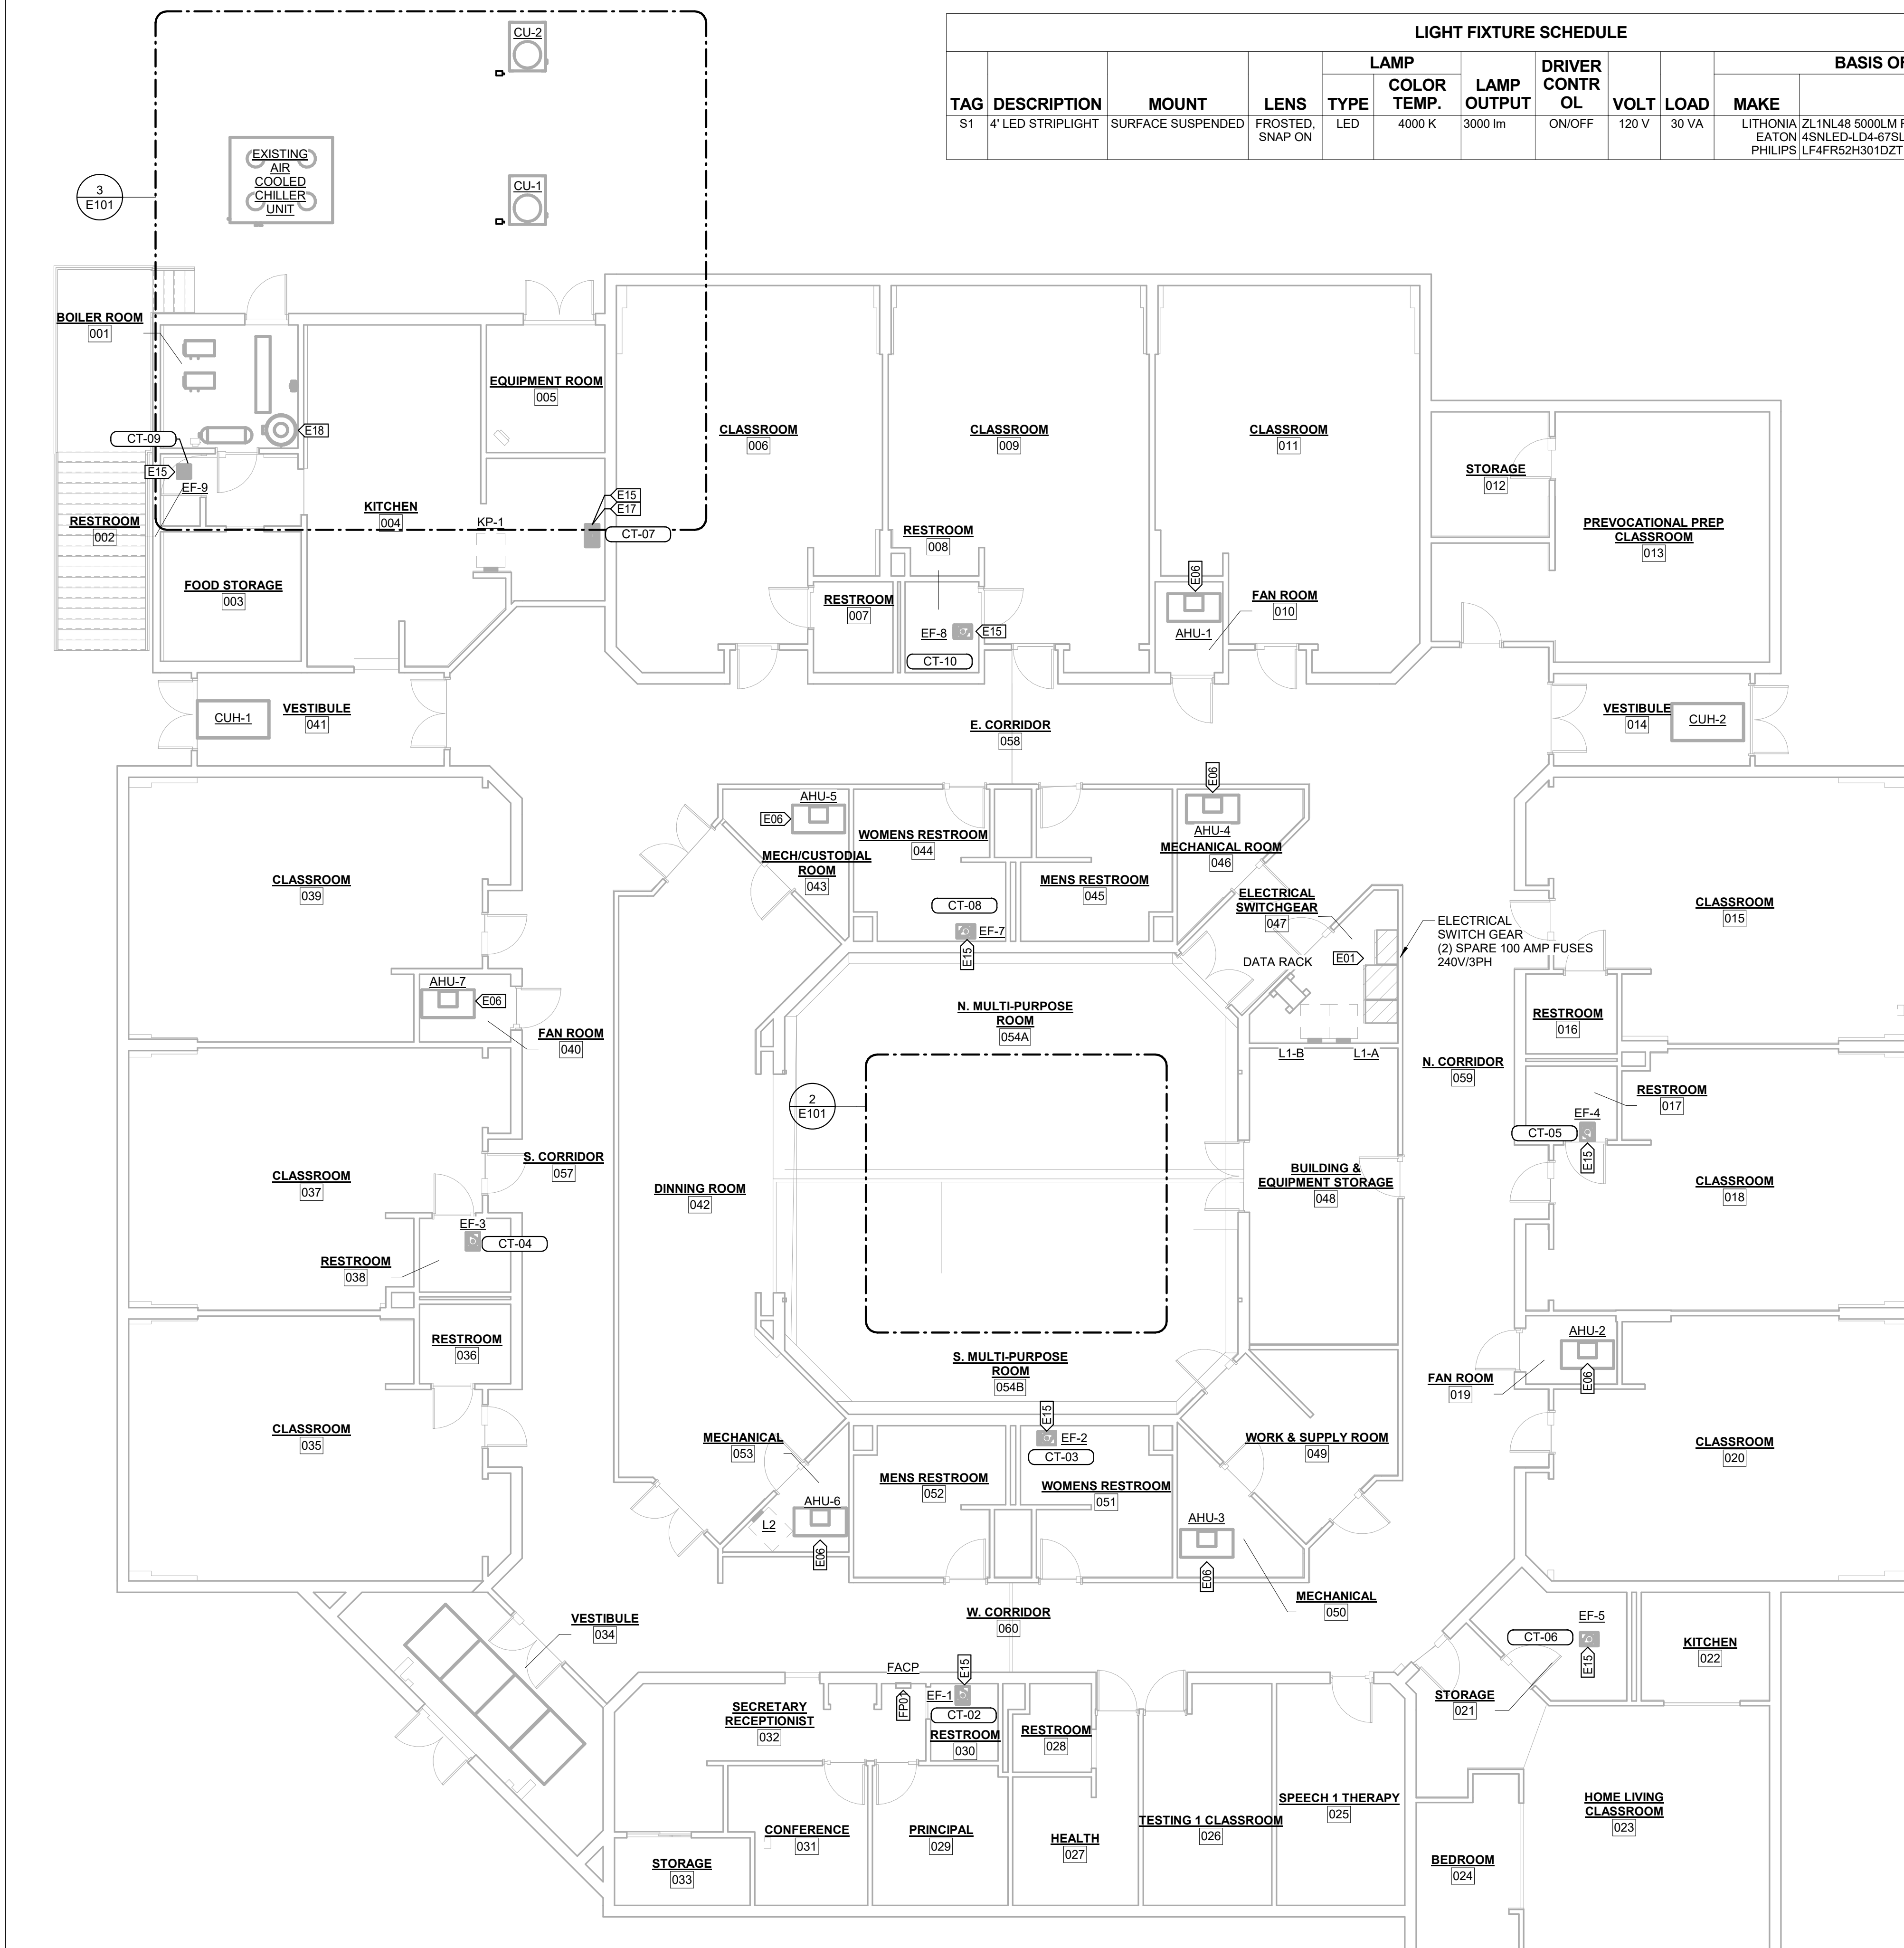 LIGHT FIXTURE SCHEDULE
LAMP
BASIS OF
TAG
DESCRIPTION
MOUNT
LENS
TYPE
COLOR
TEMP.
LAMP
OUTPUT
DRIVER
CONTR
OL
VOLT
LOAD
MAKE
S1
4' LED STRIPLIGHT
SURFACE SUSPENDED
FROSTED,
SNAP ON
LED
4000 K
3000 lm
ON/OFF
120 V
30 VA
LITHONIA
EATON
PHILIPS
ZL1NL48 5000LM
4SNLED-LD4-67SL
LF4FR52H301DZT
CU-2
CU-1
EXISTING
AIR
COOLED
CHILLER
UNIT
3
E101
BOILER ROOM
001
EQUIPMENT ROOM
005
CT-09
E18
E15
EF-9
RESTROOM
002
KITCHEN
004
KP-1
E15
E17
CT-07
FOOD STORAGE
003
CLASSROOM
006
CLASSROOM
009
CLASSROOM
011
STORAGE
012
PREVOCATIONAL PREP
CLASSROOM
013
RESTROOM
008
RESTROOM
007
EF-8
E15
CT-10
E06
AHU-1
FAN ROOM
010
CUH-1
VESTIBULE
041
E. CORRIDOR
058
VESTIBULE
014
CUH-2
AHU-5
E06
MECH/CUSTODIAL
ROOM
043
WOMENS RESTROOM
044
MENS RESTROOM
045
E06
AHU-4
MECHANICAL ROOM
046
CLASSROOM
039
CLASSROOM
015
CT-08
EF-7
E15
ELECTRICAL
SWITCHGEAR
047
ELECTRICAL
SWITCH GEAR
(2) SPARE 100 AMP FUSES
240V/3PH
DATA RACK
E01
AHU-7
E06
FAN ROOM
040
N. MULTI-PURPOSE
ROOM
054A
L1-B
L1-A
RESTROOM
016
N. CORRIDOR
059
RESTROOM
017
2
E101
EF-4
CT-05
E15
CLASSROOM
037
S. CORRIDOR
057
DINNING ROOM
042
BUILDING &
EQUIPMENT STORAGE
048
CLASSROOM
018
EF-3
CT-04
RESTROOM
038
RESTROOM
036
S. MULTI-PURPOSE
ROOM
054B
AHU-2
E06
FAN ROOM
019
CLASSROOM
035
MECHANICAL
053
E15
EF-2
CT-03
WORK & SUPPLY ROOM
049
CLASSROOM
020
MENS RESTROOM
052
WOMENS RESTROOM
051
AHU-6
L2
E06
AHU-3
E06
MECHANICAL
050
VESTIBULE
034
W. CORRIDOR
060
EF-5
CT-06
E15
KITCHEN
022
STORAGE
021
FACP
FP01
E15
EF-1
CT-02
SECRETARY
RECEPTIONIST
032
RESTROOM
030
RESTROOM
028
CONFERENCE
031
PRINCIPAL
029
HEALTH
027
TESTING 1 CLASSROOM
026
SPEECH 1 THERAPY
025
HOME LIVING
CLASSROOM
023
STORAGE
033
BEDROOM
024